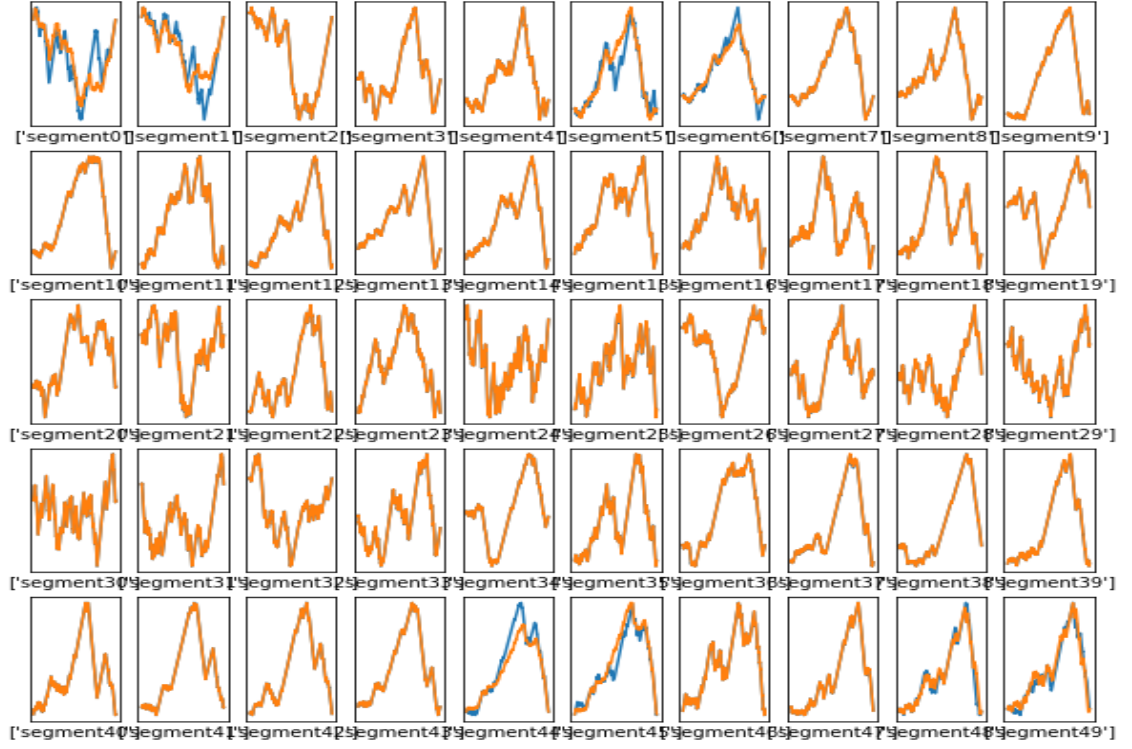 ['segment0'] ['segment1'] ['segment2'] ['segment3'] ['segment4'] ['segment5'] ['segment6'] ['segment7'] ['segment8'] ['segment9']
['segment10'] ['segment11'] ['segment12'] ['segment13'] ['segment14'] ['segment15'] ['segment16'] ['segment17'] ['segment18'] ['segment19']
['segment20'] ['segment21'] ['segment22'] ['segment23'] ['segment24'] ['segment25'] ['segment26'] ['segment27'] ['segment28'] ['segment29']
['segment30'] ['segment31'] ['segment32'] ['segment33'] ['segment34'] ['segment35'] ['segment36'] ['segment37'] ['segment38'] ['segment39']
['segment40'] ['segment41'] ['segment42'] ['segment43'] ['segment44'] ['segment45'] ['segment46'] ['segment47'] ['segment48'] ['segment49']